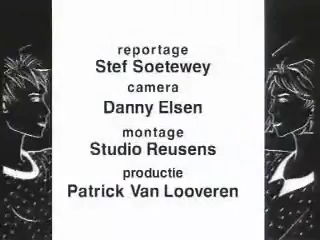 reportage
Stef Soetewey
camera
Danny Elsen
montage
Studio Reusens
productie
Patrick Van Looveren